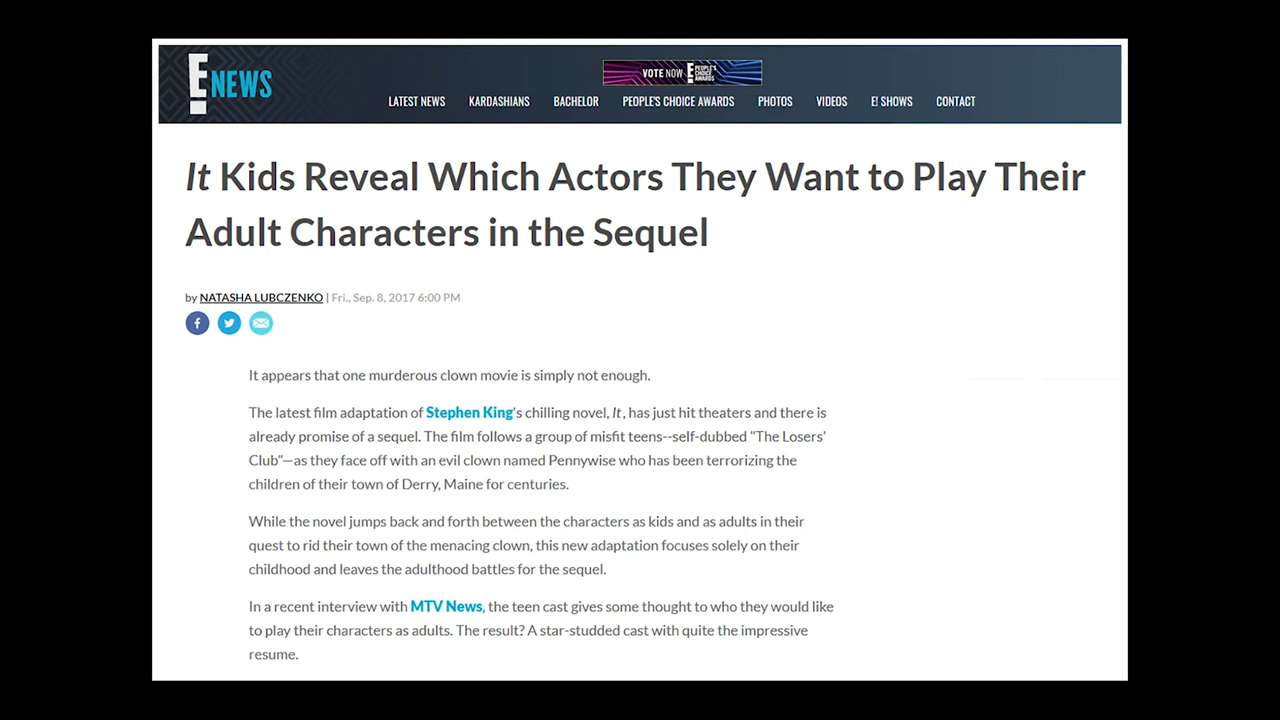 E! NEWS
VOTE NOW E! PEOPLE'S CHOICE AWARDS
LATEST NEWS KARDASHIANS BACHELOR PEOPLE'S CHOICE AWARDS PHOTOS VIDEOS E! SHOWS CONTACT
It Kids Reveal Which Actors They Want to Play Their
Adult Characters in the Sequel
by NATASHA LUBCZENKO | Fri., Sep. 8, 2017 6:00 PM
It appears that one murderous clown movie is simply not enough.
The latest film adaptation of Stephen King's chilling novel, It, has just hit theaters and there is
already promise of a sequel. The film follows a group of misfit teens--self-dubbed "The Losers'
Club"—as they face off with an evil clown named Pennywise who has been terrorizing the
children of their town of Derry, Maine for centuries.
While the novel jumps back and forth between the characters as kids and as adults in their
quest to rid their town of the menacing clown, this new adaptation focuses solely on their
childhood and leaves the adulthood battles for the sequel.
In a recent interview with MTV News, the teen cast gives some thought to who they would like
to play their characters as adults. The result? A star-studded cast with quite the impressive
resume.